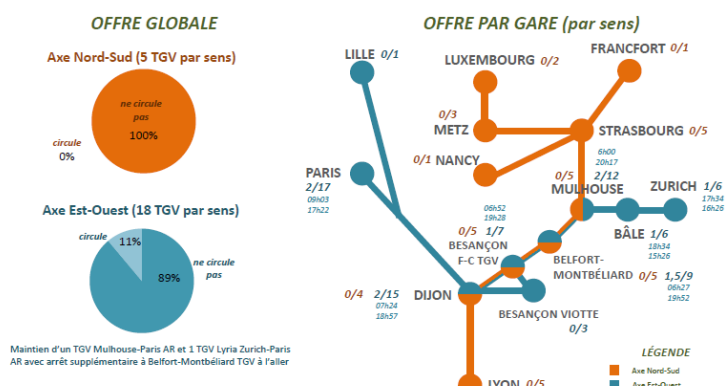 OFFRE GLOBALE
Axe Nord-Sud (5 TGV par sens)
ne circule
pas
100%
circule
0%
Axe Est-Ouest (18 TGV par sens)
circule
11%
ne circule
pas
89%
Maintien d'un TGV Mulhouse-Paris AR et 1 TGV Lyria Zurich-Paris
AR avec arrêt supplémentaire à Belfort-Montbéliard TGV à l'aller
OFFRE PAR GARE (par sens)
LILLE 0/1
LUXEMBOURG 0/2
FRANCFORT 0/1
0/3
METZ
STRASBOURG 0/5
0/1 NANCY
6h00
20h17
PARIS
2/17
09h03
17h22
0/5 2/12
MULHOUSE
ZURICH 1/6
17h34
16h26
BÂLE 1/6
18h34
15h26
06h52
19h28
0/5 1/7
BESANÇON
F-C TGV
BELFORT-
MONTBÉLIARD 0/5 1,5/9
06h27
19h52
0/4 2/15 DIJON
07h24
18h57
BESANÇON VIOTTE
0/3
LYON 0/5
LÉGENDE
Axe Nord-Sud
Axe Est-Ouest